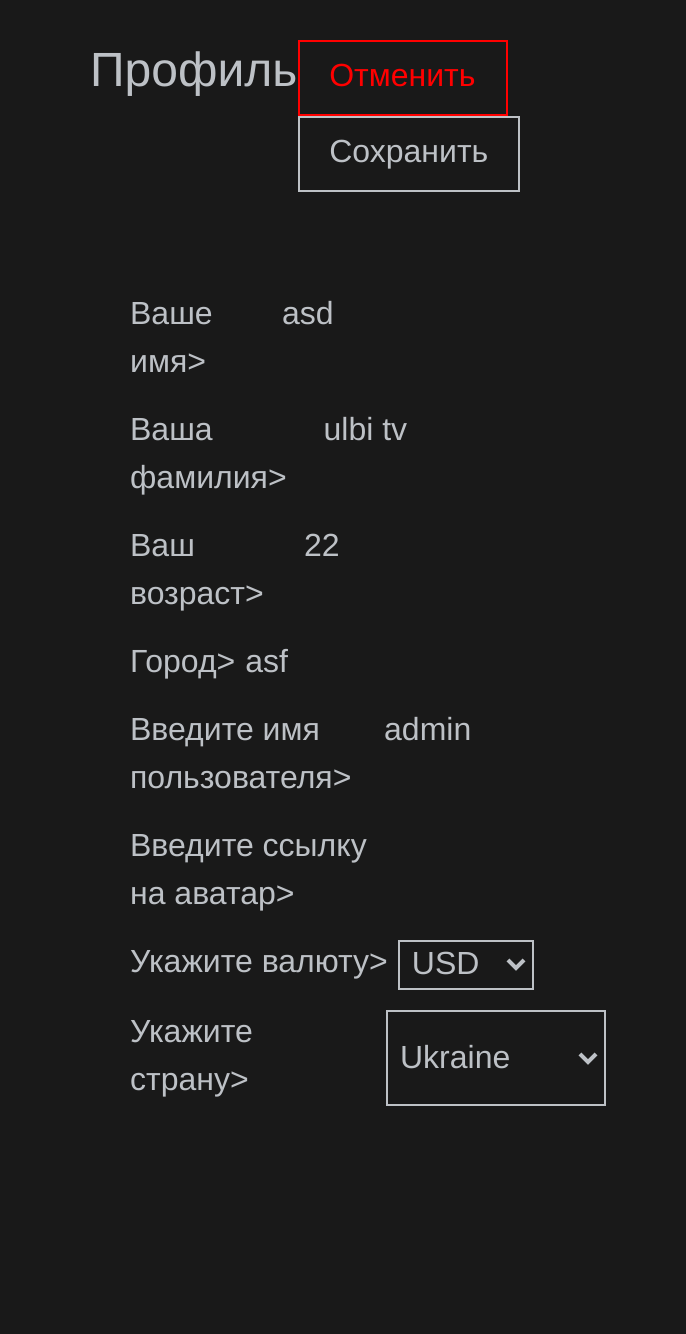 Профиль Отменить
Сохранить
Ваше asd
имя>
Ваша ulbi tv
фамилия>
Ваш 22
возраст>
Город> asf
Введите имя admin
пользователя>
Введите ссылку
на аватар>
Укажите валюту> USD
Укажите
Ukraine
страну>